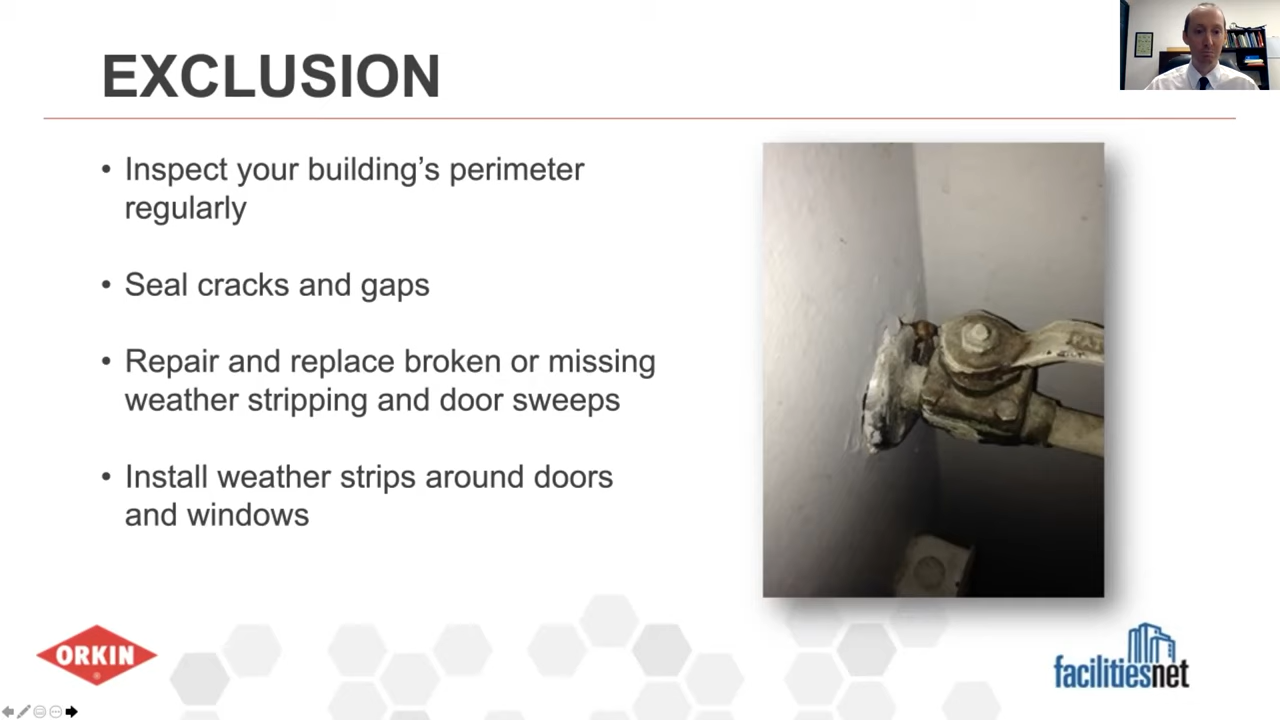 EXCLUSION
• Inspect your building’s perimeter
regularly
• Seal cracks and gaps
• Repair and replace broken or missing
weather stripping and door sweeps
• Install weather strips around doors
and windows
ORKIN
®
facilitiesnet